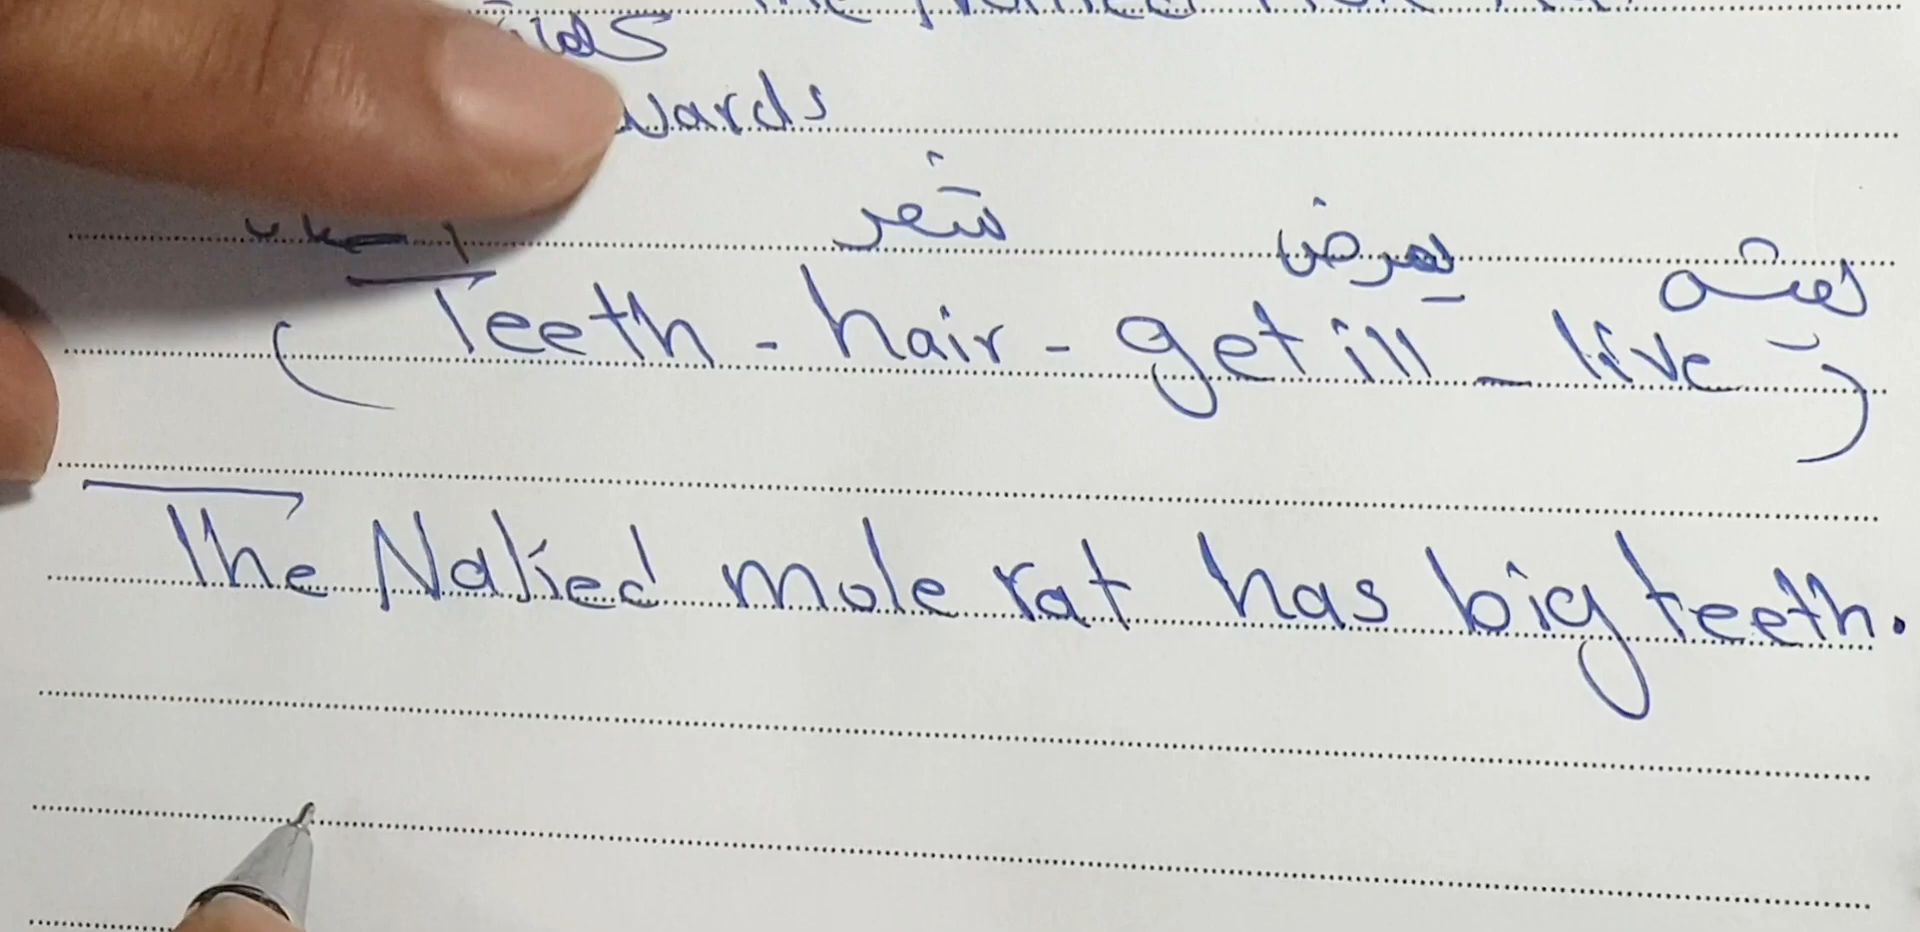 wards
شعر يمرض يعيش
(Teeth - hair - get ill - live)
The Naked mole rat has big teeth.